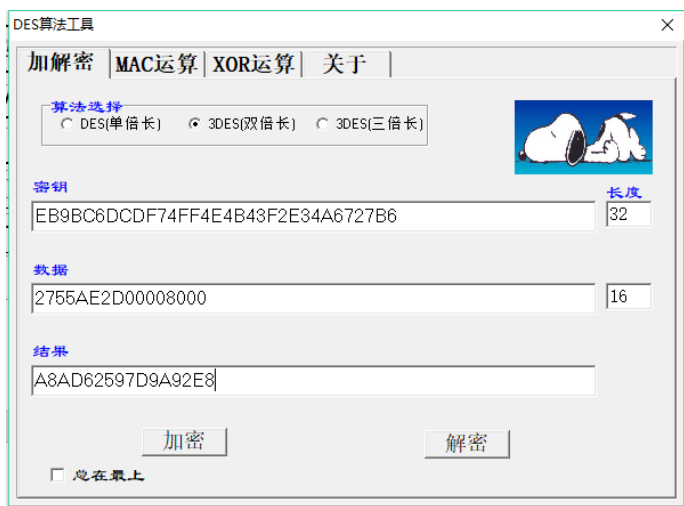 DES算法工具
加解密 MAC运算 XOR运算 关于
算法选择
DES(单倍长) 3DES(双倍长) 3DES(三倍长)
密钥 长度
EB9BC6DCDF74FF4E4B43F2E34A6727B6 32
数据
2755AE2D00008000 16
结果
A8AD62597D9A92E8
加密 解密
总在最上